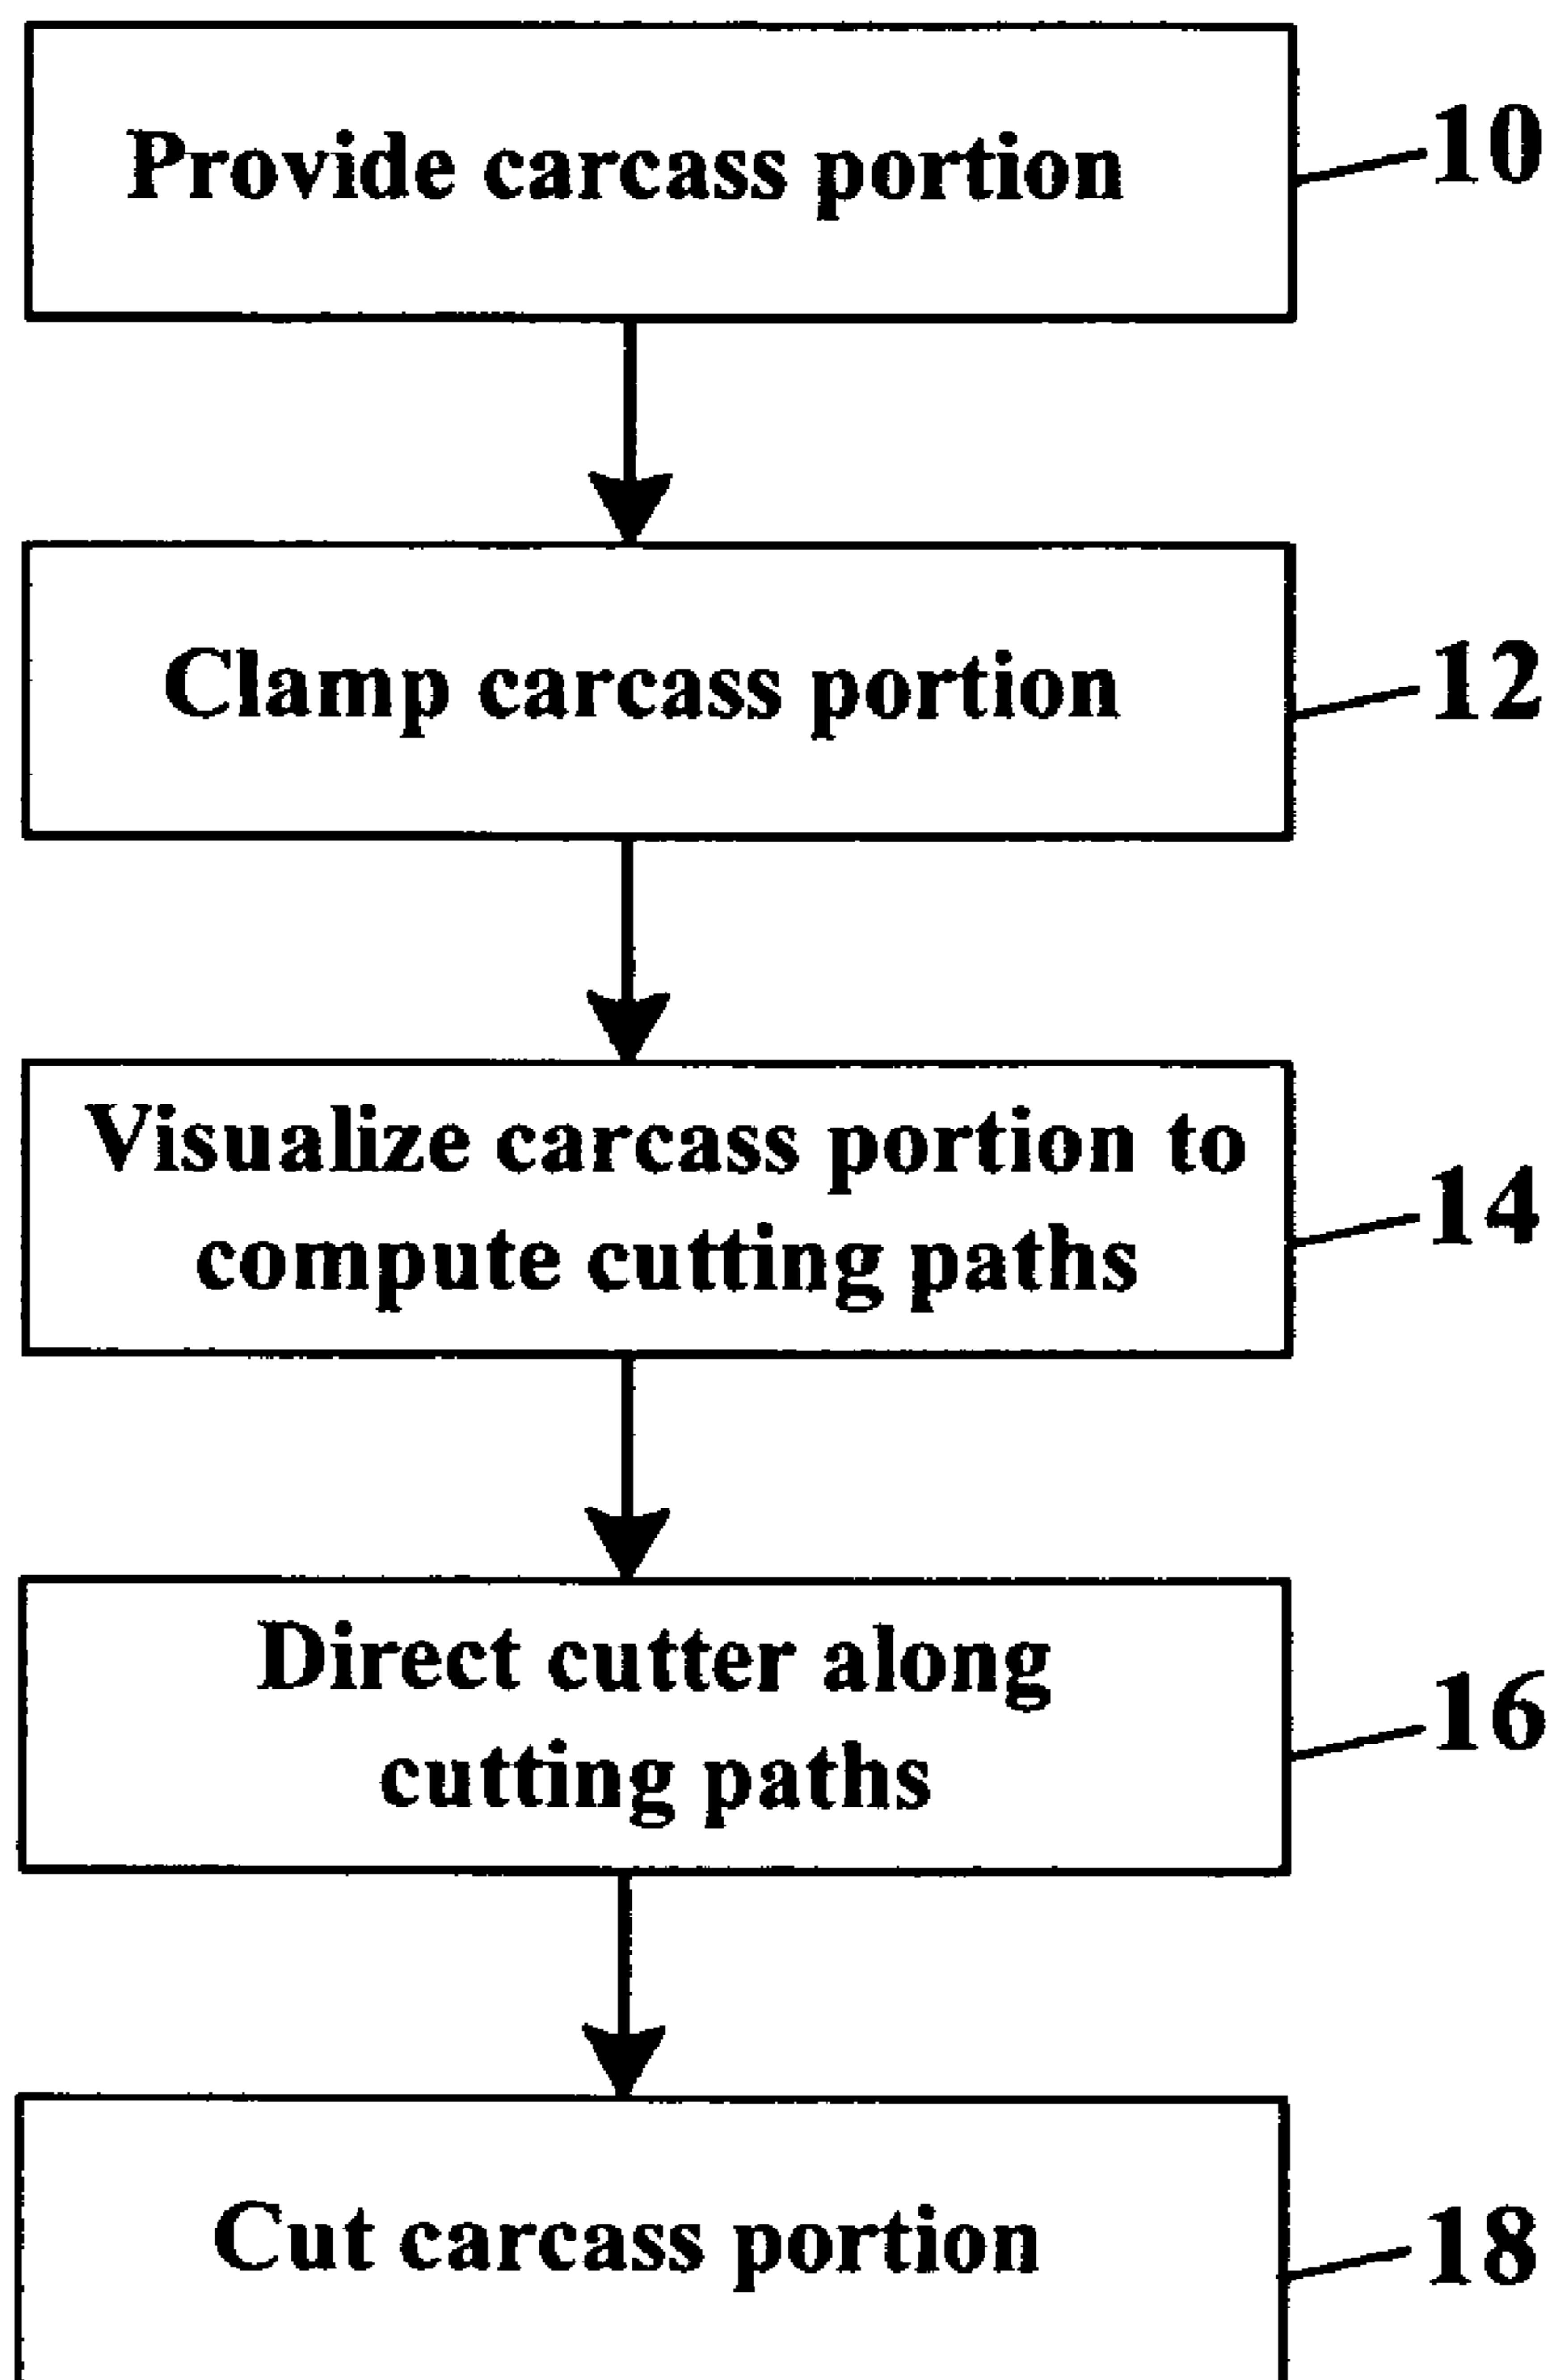 Provide carcass portion
10
Clamp carcass portion
12
Visualize carcass portion to
compute cutting paths
14
Direct cutter along
cutting paths
16
Cut carcass portion
18